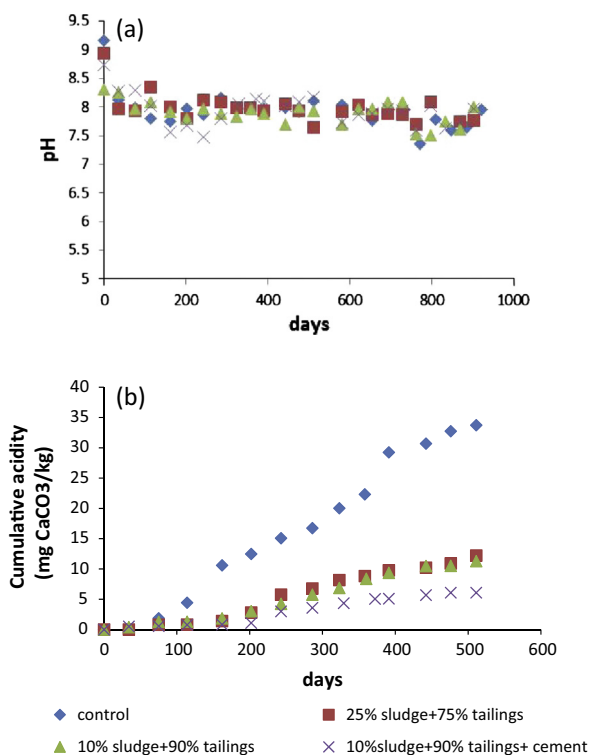 (a)
9.5
9
8.5
8
7.5
7
6.5
6
5.5
5
pH
0 200 400 600 800 1000
days
(b)
40
35
30
25
20
15
10
5
0
Cumulative acidity
(mg CaCO3/kg)
0 100 200 300 400 500 600
days
control
25% sludge+75% tailings
10% sludge+90% tailings
10%sludge+90% tailings+ cement